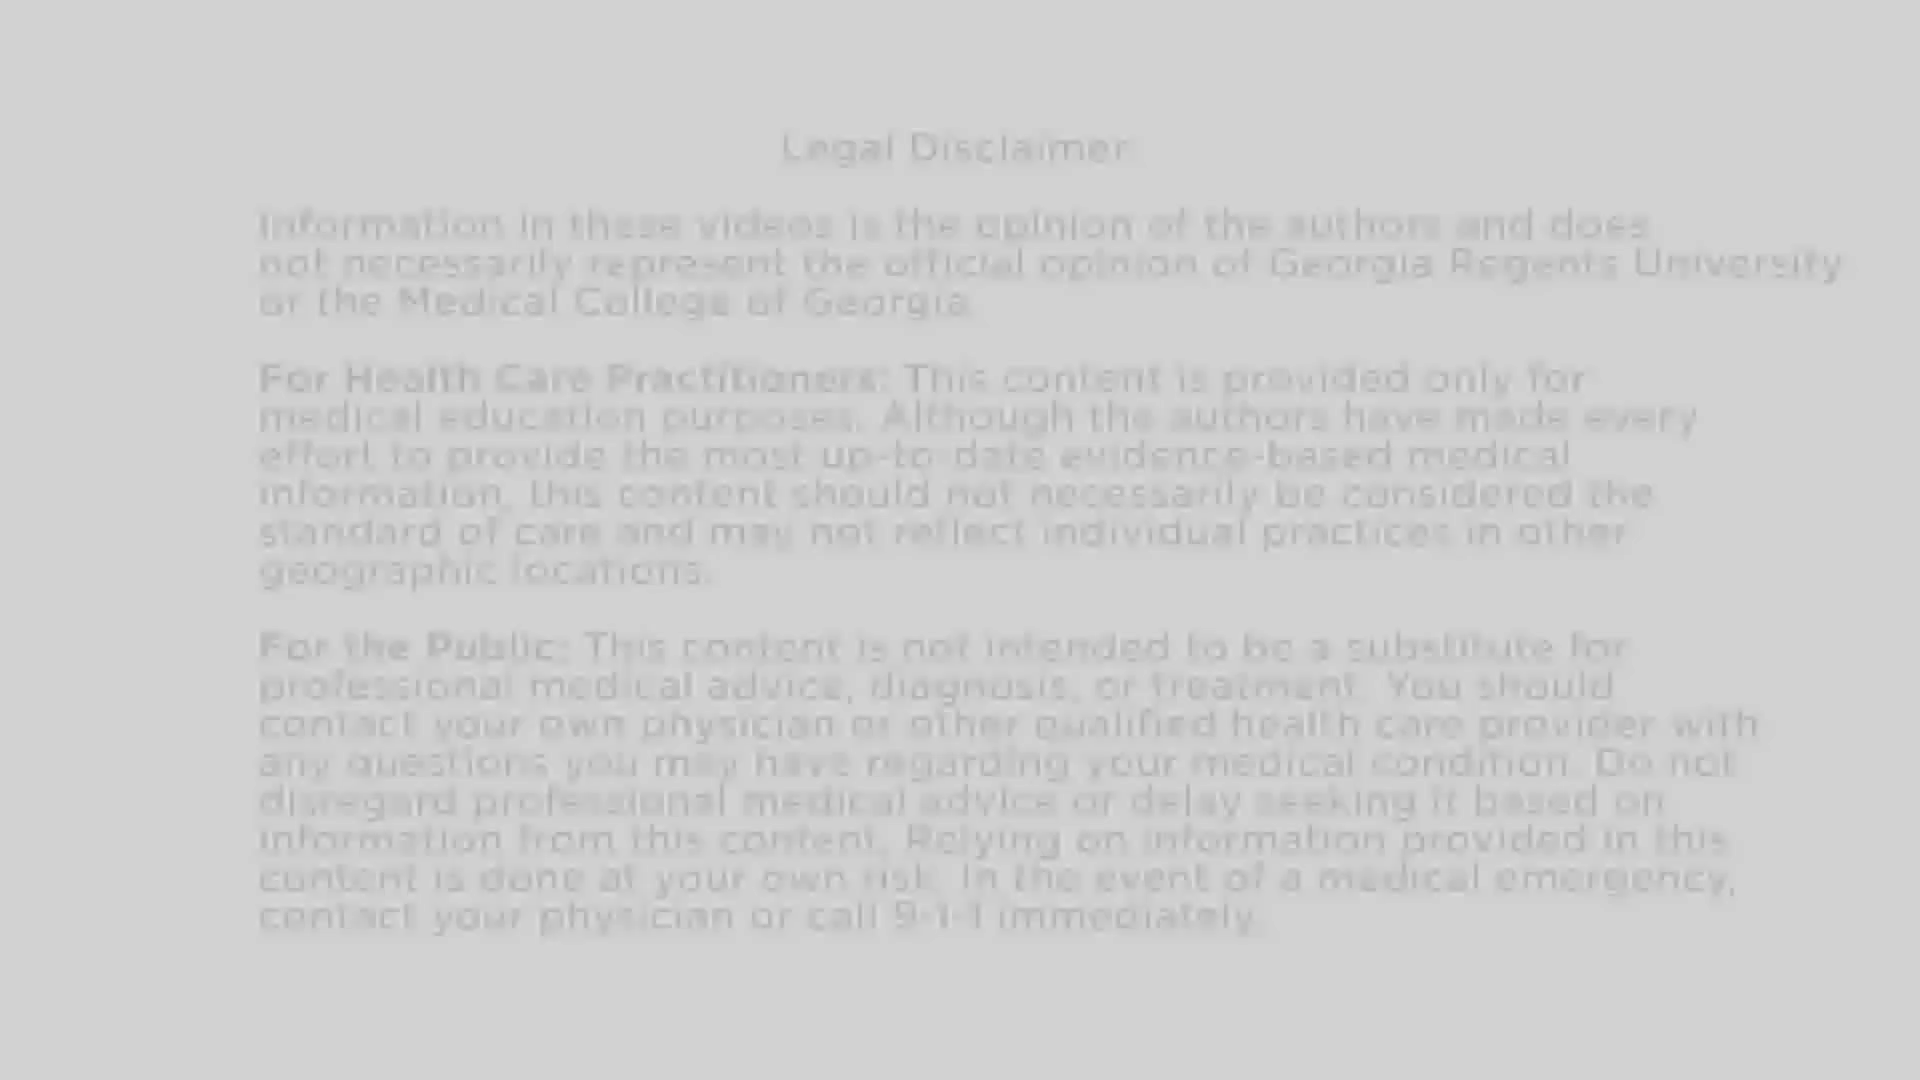 Legal Disclaimer
Information in these videos is the opinion of the authors and does
not necessarily represent the official opinion of Georgia Regents University
or the Medical College of Georgia.
For Health Care Practitioners: This content is provided only for
medical education purposes. Although the authors have made every
effort to provide the most up-to-date evidence-based medical
information, this content should not necessarily be considered the
standard of care and may not reflect individual practices in other
geographic locations.
For the Public: This content is not intended to be a substitute for
professional medical advice, diagnosis, or treatment. You should
contact your own physician or other qualified health care provider with
any questions you may have regarding your medical condition. Do not
disregard professional medical advice or delay seeking it based on
information from this content. Relying on information provided in this
content is done at your own risk. In the event of a medical emergency,
contact your physician or call 9-1-1 immediately.